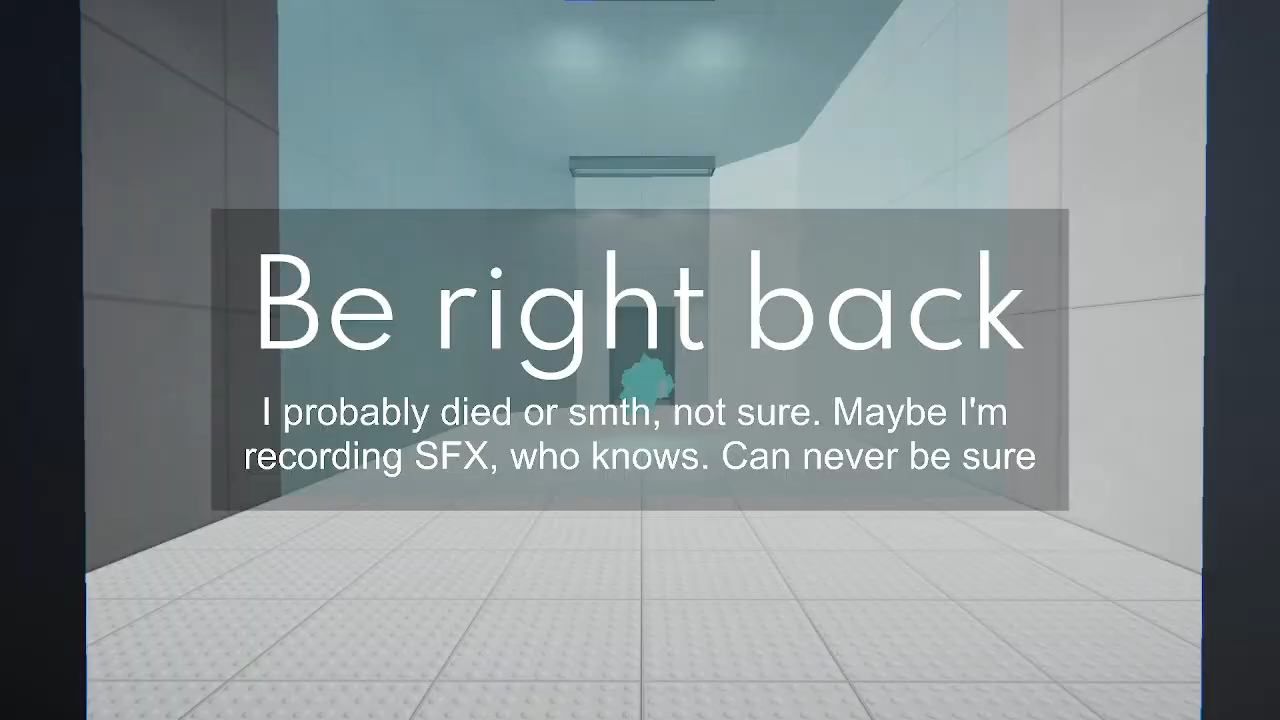 Be right back
I probably died or smth, not sure. Maybe I'm
recording SFX, who knows. Can never be sure